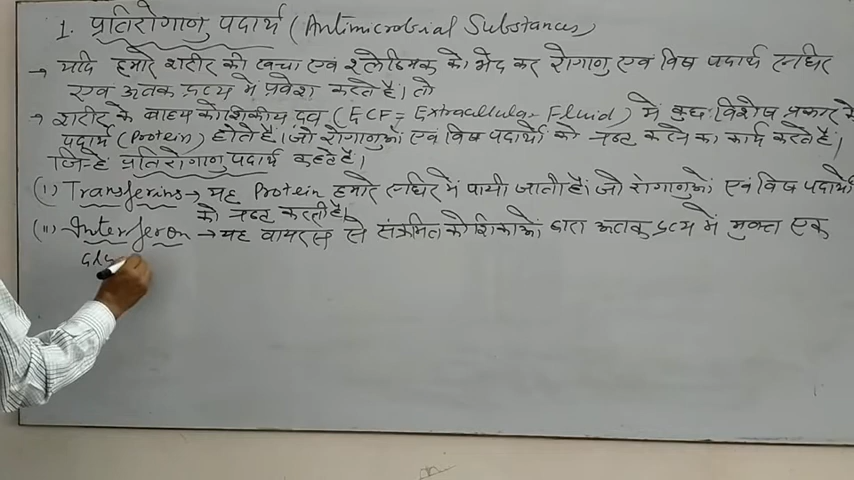 1. प्रतिरोगाणु पदार्थ (Antimicrobial Substances)
→ यदि हमारे शरीर की त्वचा एवं श्लेष्मिक को भेद कर रोगाणु एवं विष पदार्थ रुधिर
एवं ऊतक द्रव्य में प्रवेश करते हैं। तो
→ शरीर के बाह्य कोशिकीय द्रव (ECF = Extracellular Fluid) में कुछ विशेष प्रकार के
पदार्थ (Protein) होते हैं। जो रोगाणुओं एवं विष पदार्थों को नष्ट करने का कार्य करते हैं,
जिन्हें प्रतिरोगाणु पदार्थ कहते हैं।
(i) Transferins → यह Protein हमारे रुधिर में पायी जाती हैं। जो रोगाणुओं एवं विष पदार्थों
को नष्ट करती हैं।
(ii) Interferon → यह वायरस से संक्रमित कोशिकाओं द्वारा ऊतक द्रव्य में मुक्त एक
Gly